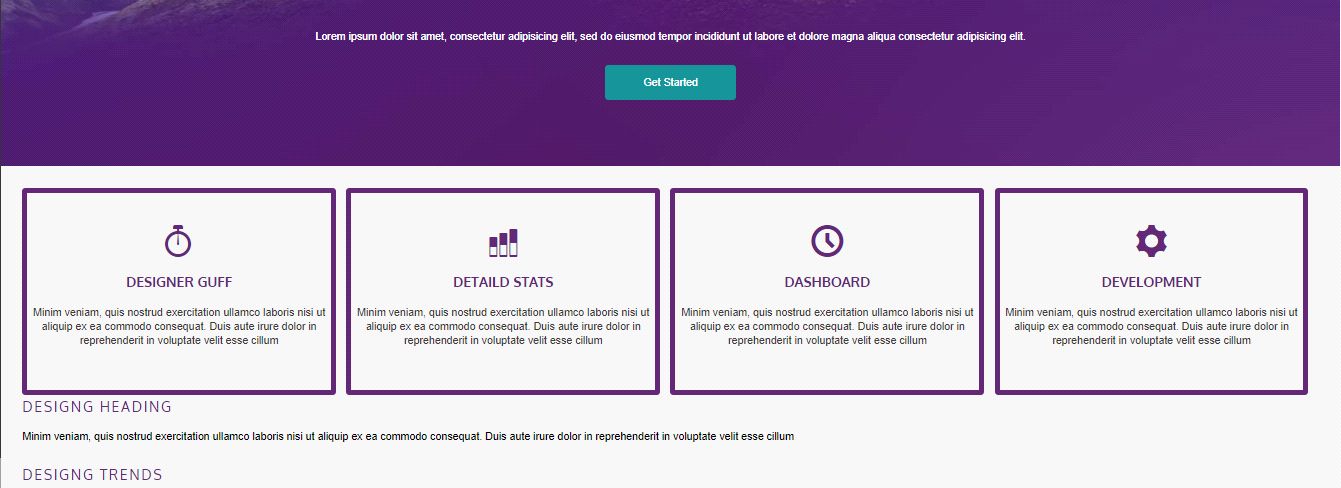 Lorem ipsum dolor sit amet, consectetur adipisicing elit, sed do eiusmod tempor incididunt ut labore et dolore magna aliqua consectetur adipisicing elit.
Get Started
DESIGNER GUFF
Minim veniam, quis nostrud exercitation ullamco laboris nisi ut
aliquip ex ea commodo consequat. Duis aute irure dolor in
reprehenderit in voluptate velit esse cillum
DETAILD STATS
Minim veniam, quis nostrud exercitation ullamco laboris nisi ut
aliquip ex ea commodo consequat. Duis aute irure dolor in
reprehenderit in voluptate velit esse cillum
DASHBOARD
Minim veniam, quis nostrud exercitation ullamco laboris nisi ut
aliquip ex ea commodo consequat. Duis aute irure dolor in
reprehenderit in voluptate velit esse cillum
DEVELOPMENT
Minim veniam, quis nostrud exercitation ullamco laboris nisi ut
aliquip ex ea commodo consequat. Duis aute irure dolor in
reprehenderit in voluptate velit esse cillum
DESIGNG HEADING
Minim veniam, quis nostrud exercitation ullamco laboris nisi ut aliquip ex ea commodo consequat. Duis aute irure dolor in reprehenderit in voluptate velit esse cillum
DESIGNG TRENDS